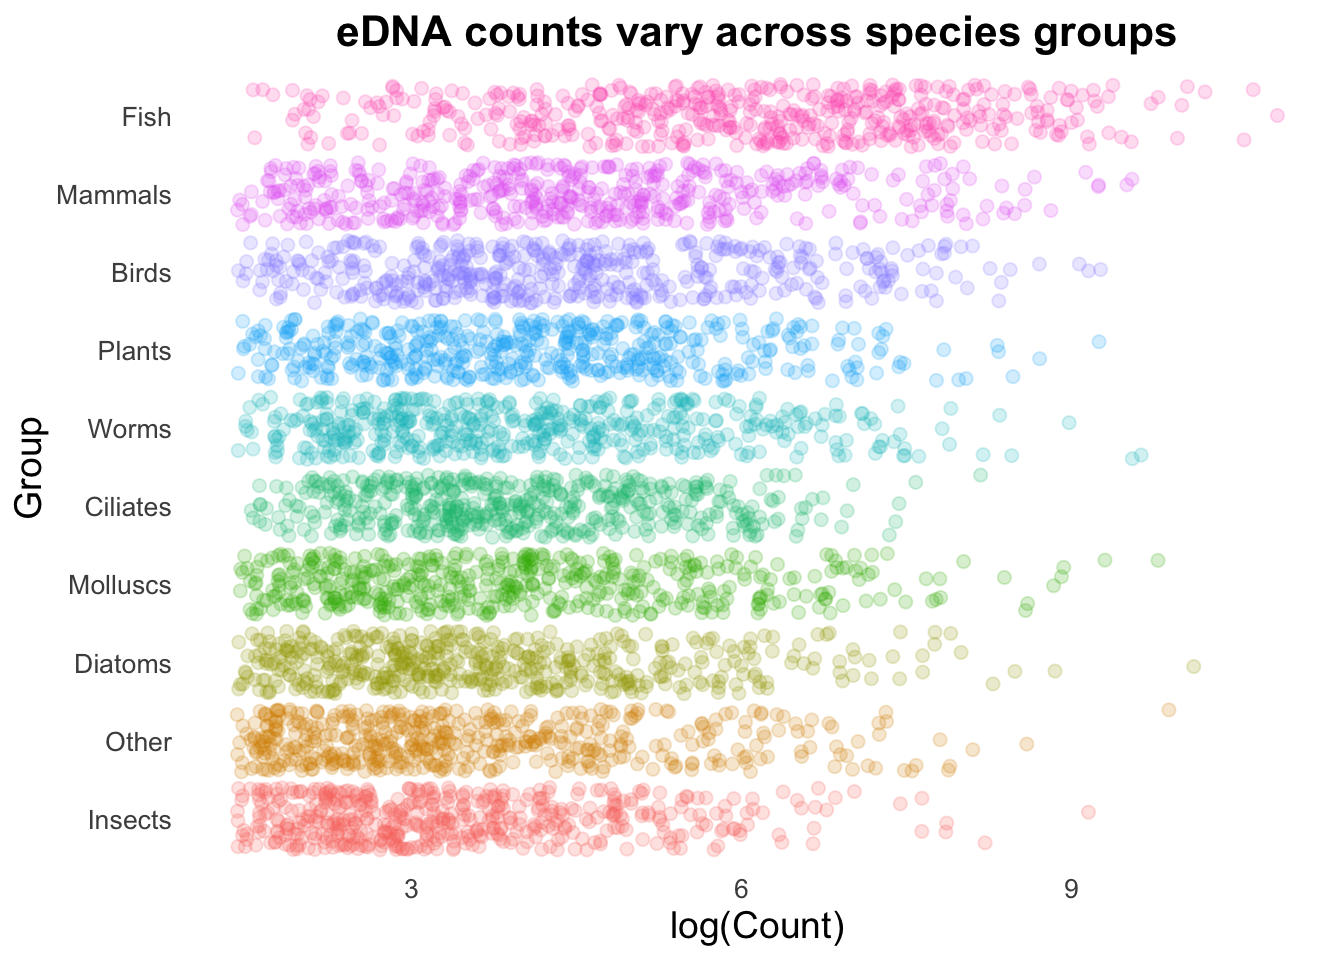 eDNA counts vary across species groups
Group
Fish
Mammals
Birds
Plants
Worms
Ciliates
Molluscs
Diatoms
Other
Insects
3 6 9
log(Count)